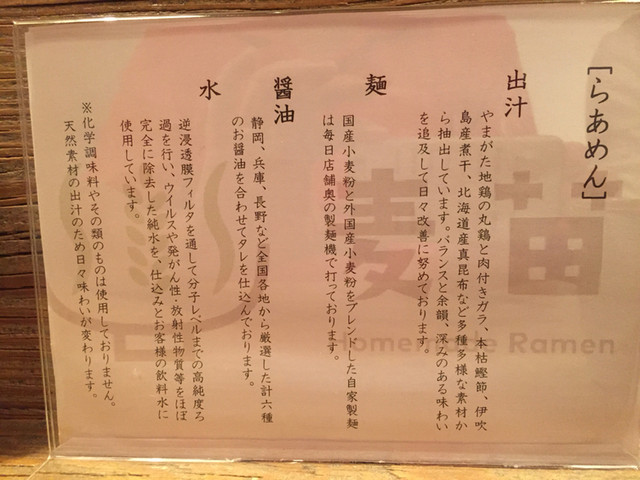 [らあめん]
出汁
やまがた地鶏の丸鶏と肉付きガラ、本枯鰹節、伊吹
島産煮干、北海道産真昆布など多種多様な素材か
ら抽出しています。バランスと余韻、深みのある味わい
を追及して日々改善に努めております。
麺
国産小麦粉と外国産小麦粉をブレンドした自家製麺
は毎日店舗奥の製麺機で打っております。
醤油
静岡、兵庫、長野など全国各地から厳選した計六種
のお醤油を合わせてタレを仕込んでおります。
水
逆浸透膜フィルタを通して分子レベルまでの高純度ろ
過を行い、ウイルスや発がん性・放射性物質等をほぼ
完全に除去した純水を、仕込みとお客様の飲料水に
使用しています。
※化学調味料やその類のものは使用しておりません。
天然素材の出汁のため日々味わいが変わります。
麦苗
Homemade Ramen